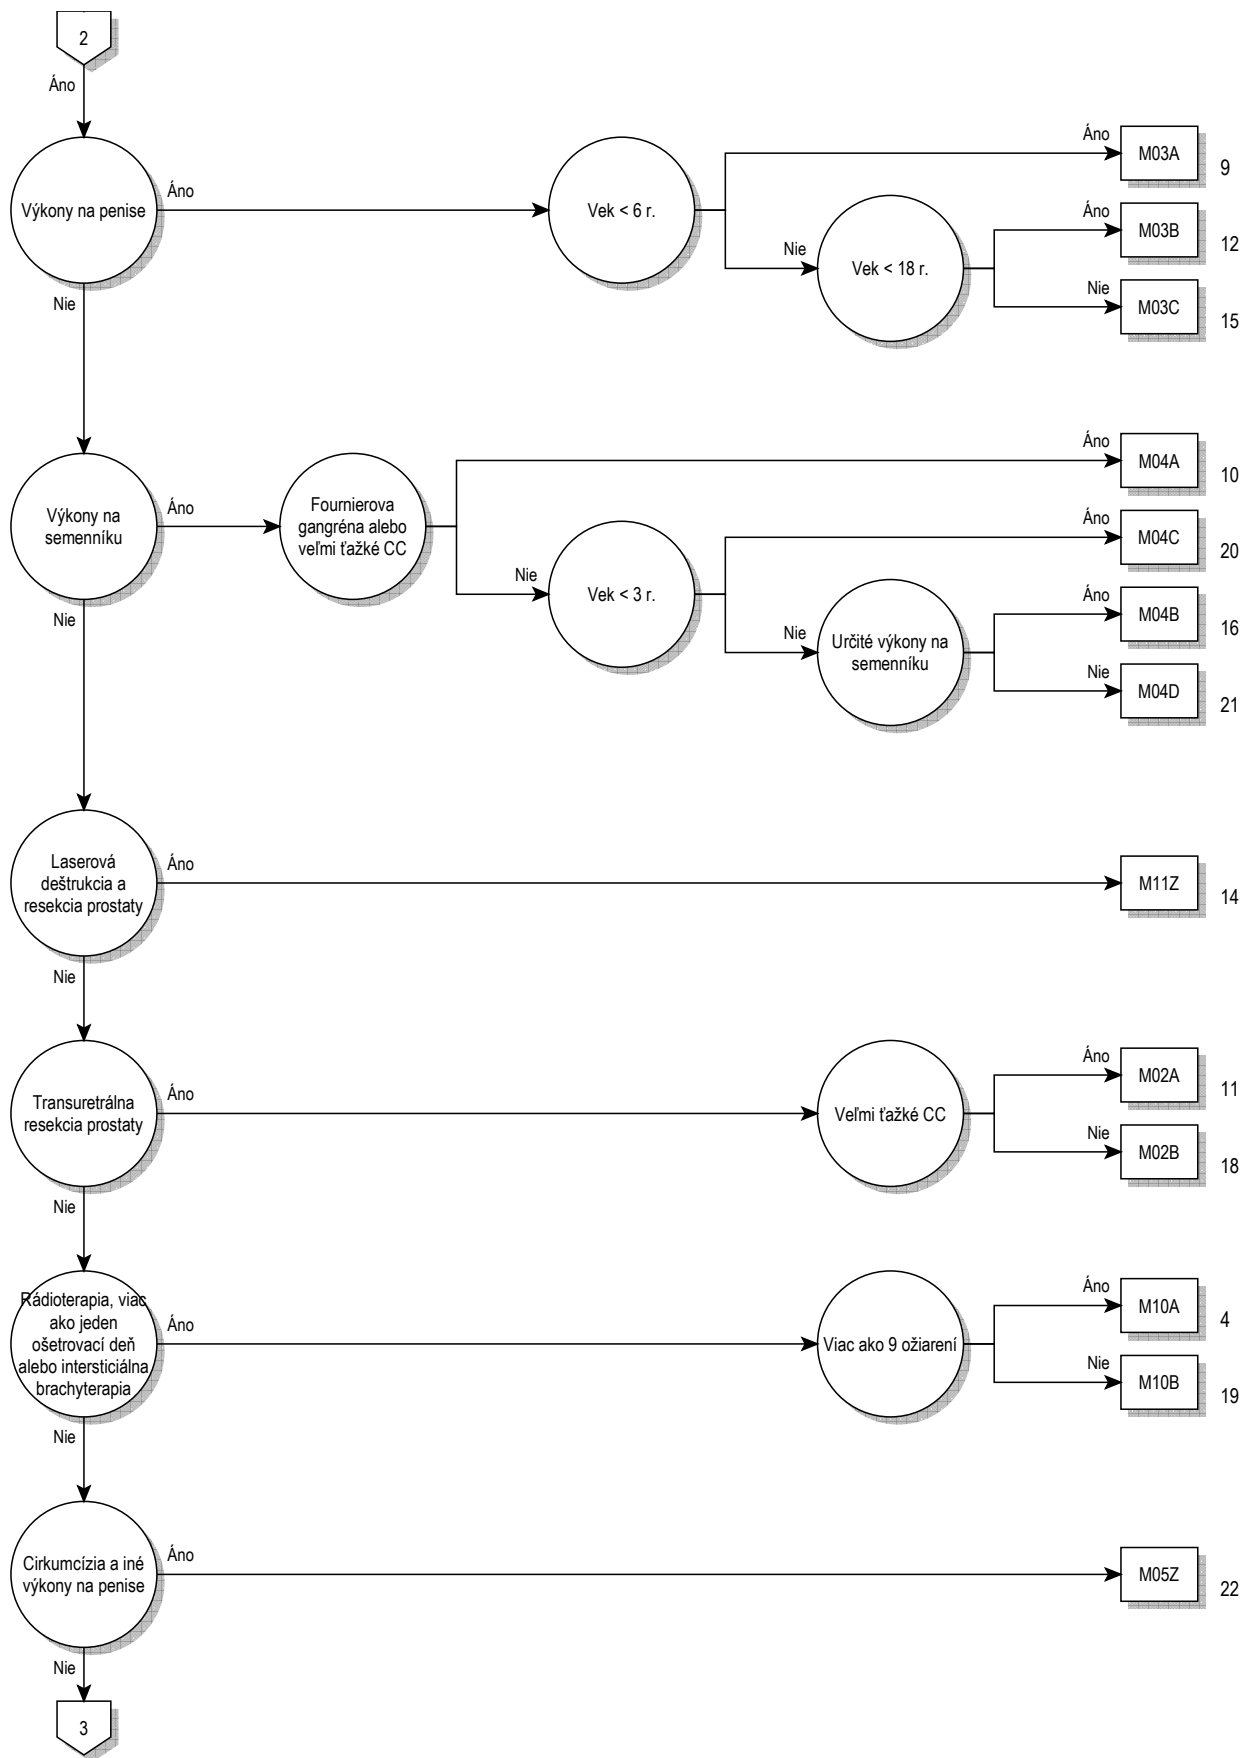 2
Áno
Výkony na penise
Áno
Vek < 6 r.
Áno
M03A
9
Nie
Vek < 18 r.
Áno
M03B
12
Nie
M03C
15
Nie
Výkony na
semenníku
Áno
Fournierova
gangréna alebo
veľmi ťažké CC
Áno
M04A
10
Nie
Vek < 3 r.
Áno
M04C
20
Nie
Určité výkony na
semenníku
Áno
M04B
16
Nie
M04D
21
Nie
Laserová
deštrukcia a
resekcia prostaty
Áno
M11Z
14
Nie
Transuretrálna
resekcia prostaty
Áno
Veľmi ťažké CC
Áno
M02A
11
Nie
M02B
18
Nie
Rádioterapia, viac
ako jeden
ošetrovací deň
alebo intersticiálna
brachyterapia
Áno
Viac ako 9 ožiarení
Áno
M10A
4
Nie
M10B
19
Nie
Cirkumcízia a iné
výkony na penise
Áno
M05Z
22
Nie
3